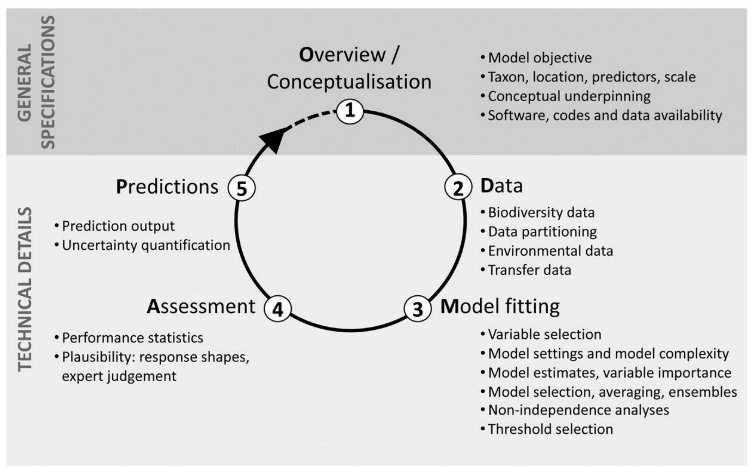 GENERAL
SPECIFICATIONS
Overview /
Conceptualisation
1
• Model objective
• Taxon, location, predictors, scale
• Conceptual underpinning
• Software, codes and data availability
TECHNICAL DETAILS
2
Data
• Biodiversity data
• Data partitioning
• Environmental data
• Transfer data
3
Model fitting
• Variable selection
• Model settings and model complexity
• Model estimates, variable importance
• Model selection, averaging, ensembles
• Non-independence analyses
• Threshold selection
Assessment
4
• Performance statistics
• Plausibility: response shapes,
expert judgement
Predictions
5
• Prediction output
• Uncertainty quantification